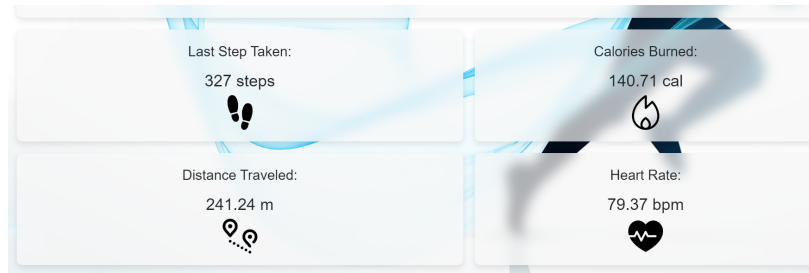 Last Step Taken:
327 steps
Calories Burned:
140.71 cal
Distance Traveled:
241.24 m
Heart Rate:
79.37 bpm